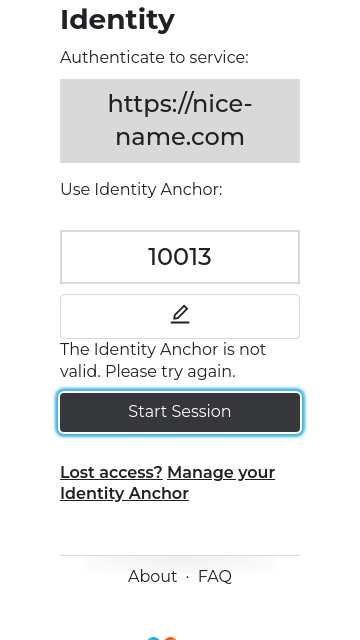 Identity
Authenticate to service:
https://nice-
name.com
Use Identity Anchor:
10013
The Identity Anchor is not
valid. Please try again.
Start Session
Lost access? Manage your
Identity Anchor
About · FAQ